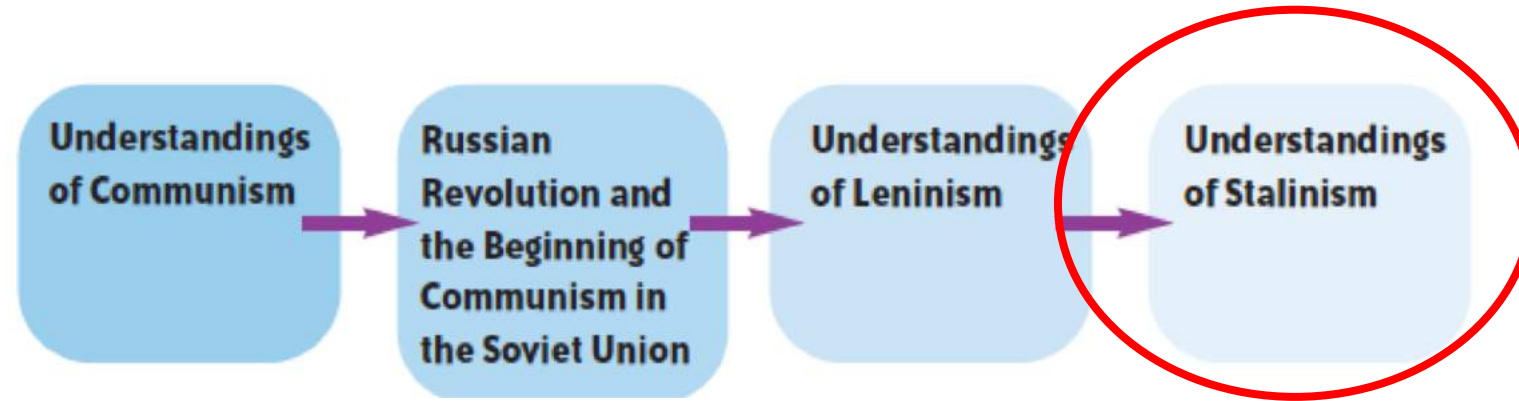 Understandings
of Communism
Russian
Revolution and
the Beginning of
Communism in
the Soviet Union
Understandings
of Leninism
Understandings
of Stalinism